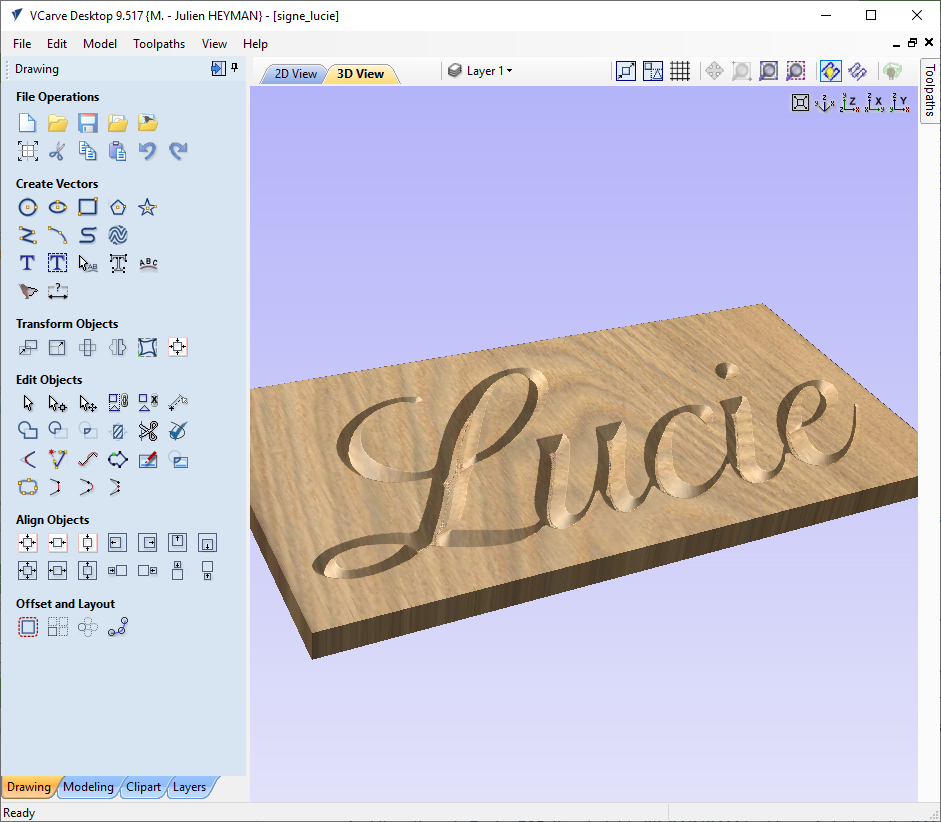 VCarve Desktop 9.517 {M. - Julien HEYMAN} - [signe_lucie]
File Edit Model Toolpaths View Help
Drawing
2D View 3D View Layer 1
Toolpaths
File Operations
Create Vectors
T T AB T ABC
?
Transform Objects
Edit Objects
Align Objects
Offset and Layout
Z X Y
Lucie
Drawing Modeling Clipart Layers
Ready